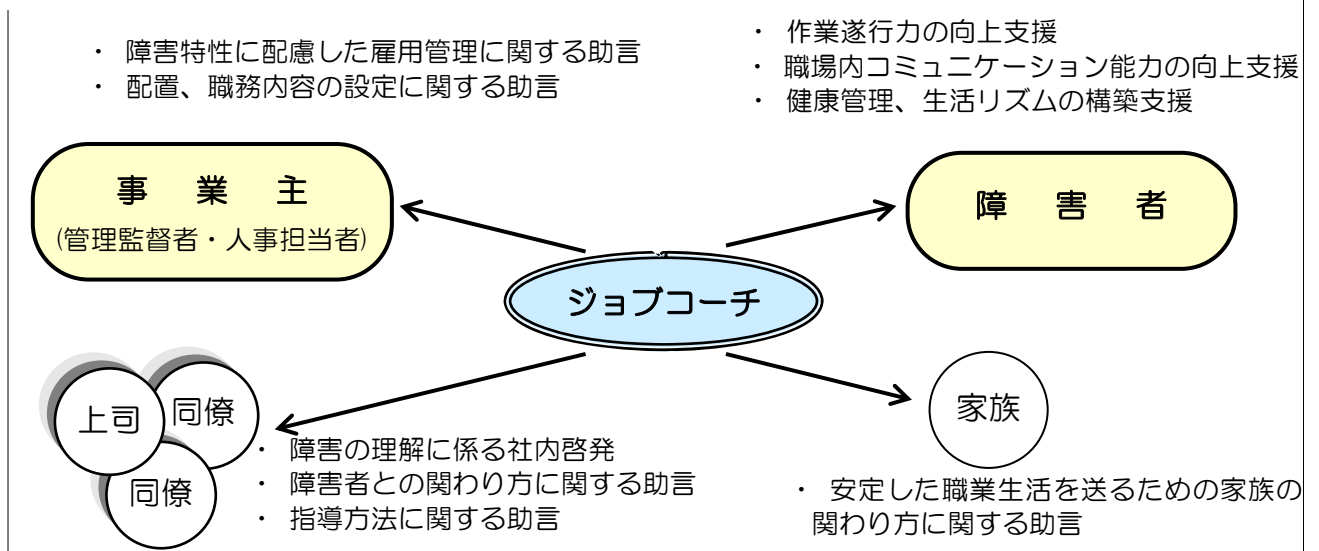 ・ 障害特性に配慮した雇用管理に関する助言
・ 配置、職務内容の設定に関する助言
・ 作業遂行力の向上支援
・ 職場内コミュニケーション能力の向上支援
・ 健康管理、生活リズムの構築支援
事 業 主
(管理監督者・人事担当者)
障 害 者
ジョブコーチ
上司
同僚
同僚
・ 障害の理解に係る社内啓発
・ 障害者との関わり方に関する助言
・ 指導方法に関する助言
家族
・ 安定した職業生活を送るための家族の
関わり方に関する助言